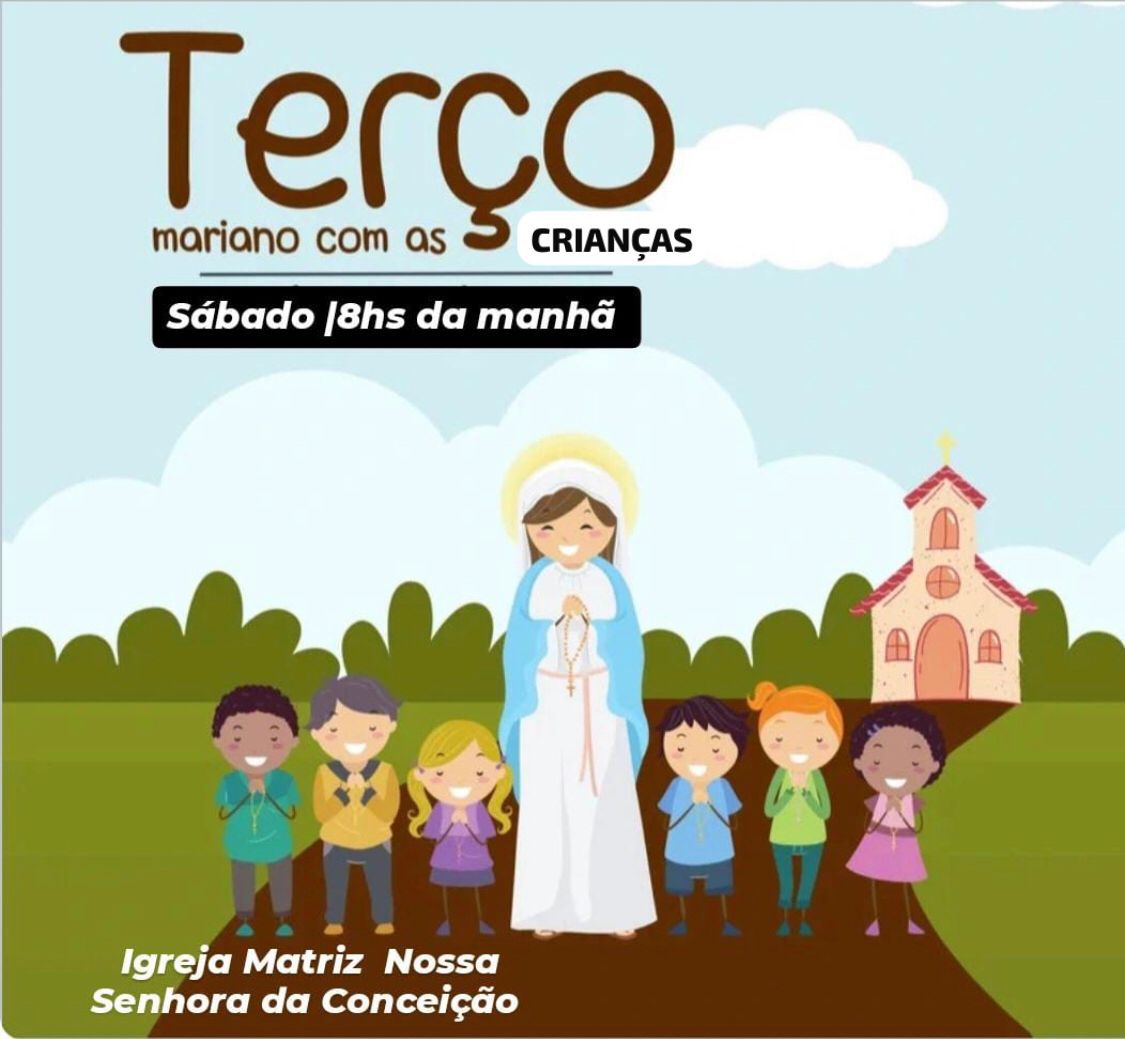 Terço
mariano com as CRIANÇAS
Sábado |8hs da manhã
Igreja Matriz  Nossa
Senhora da Conceição